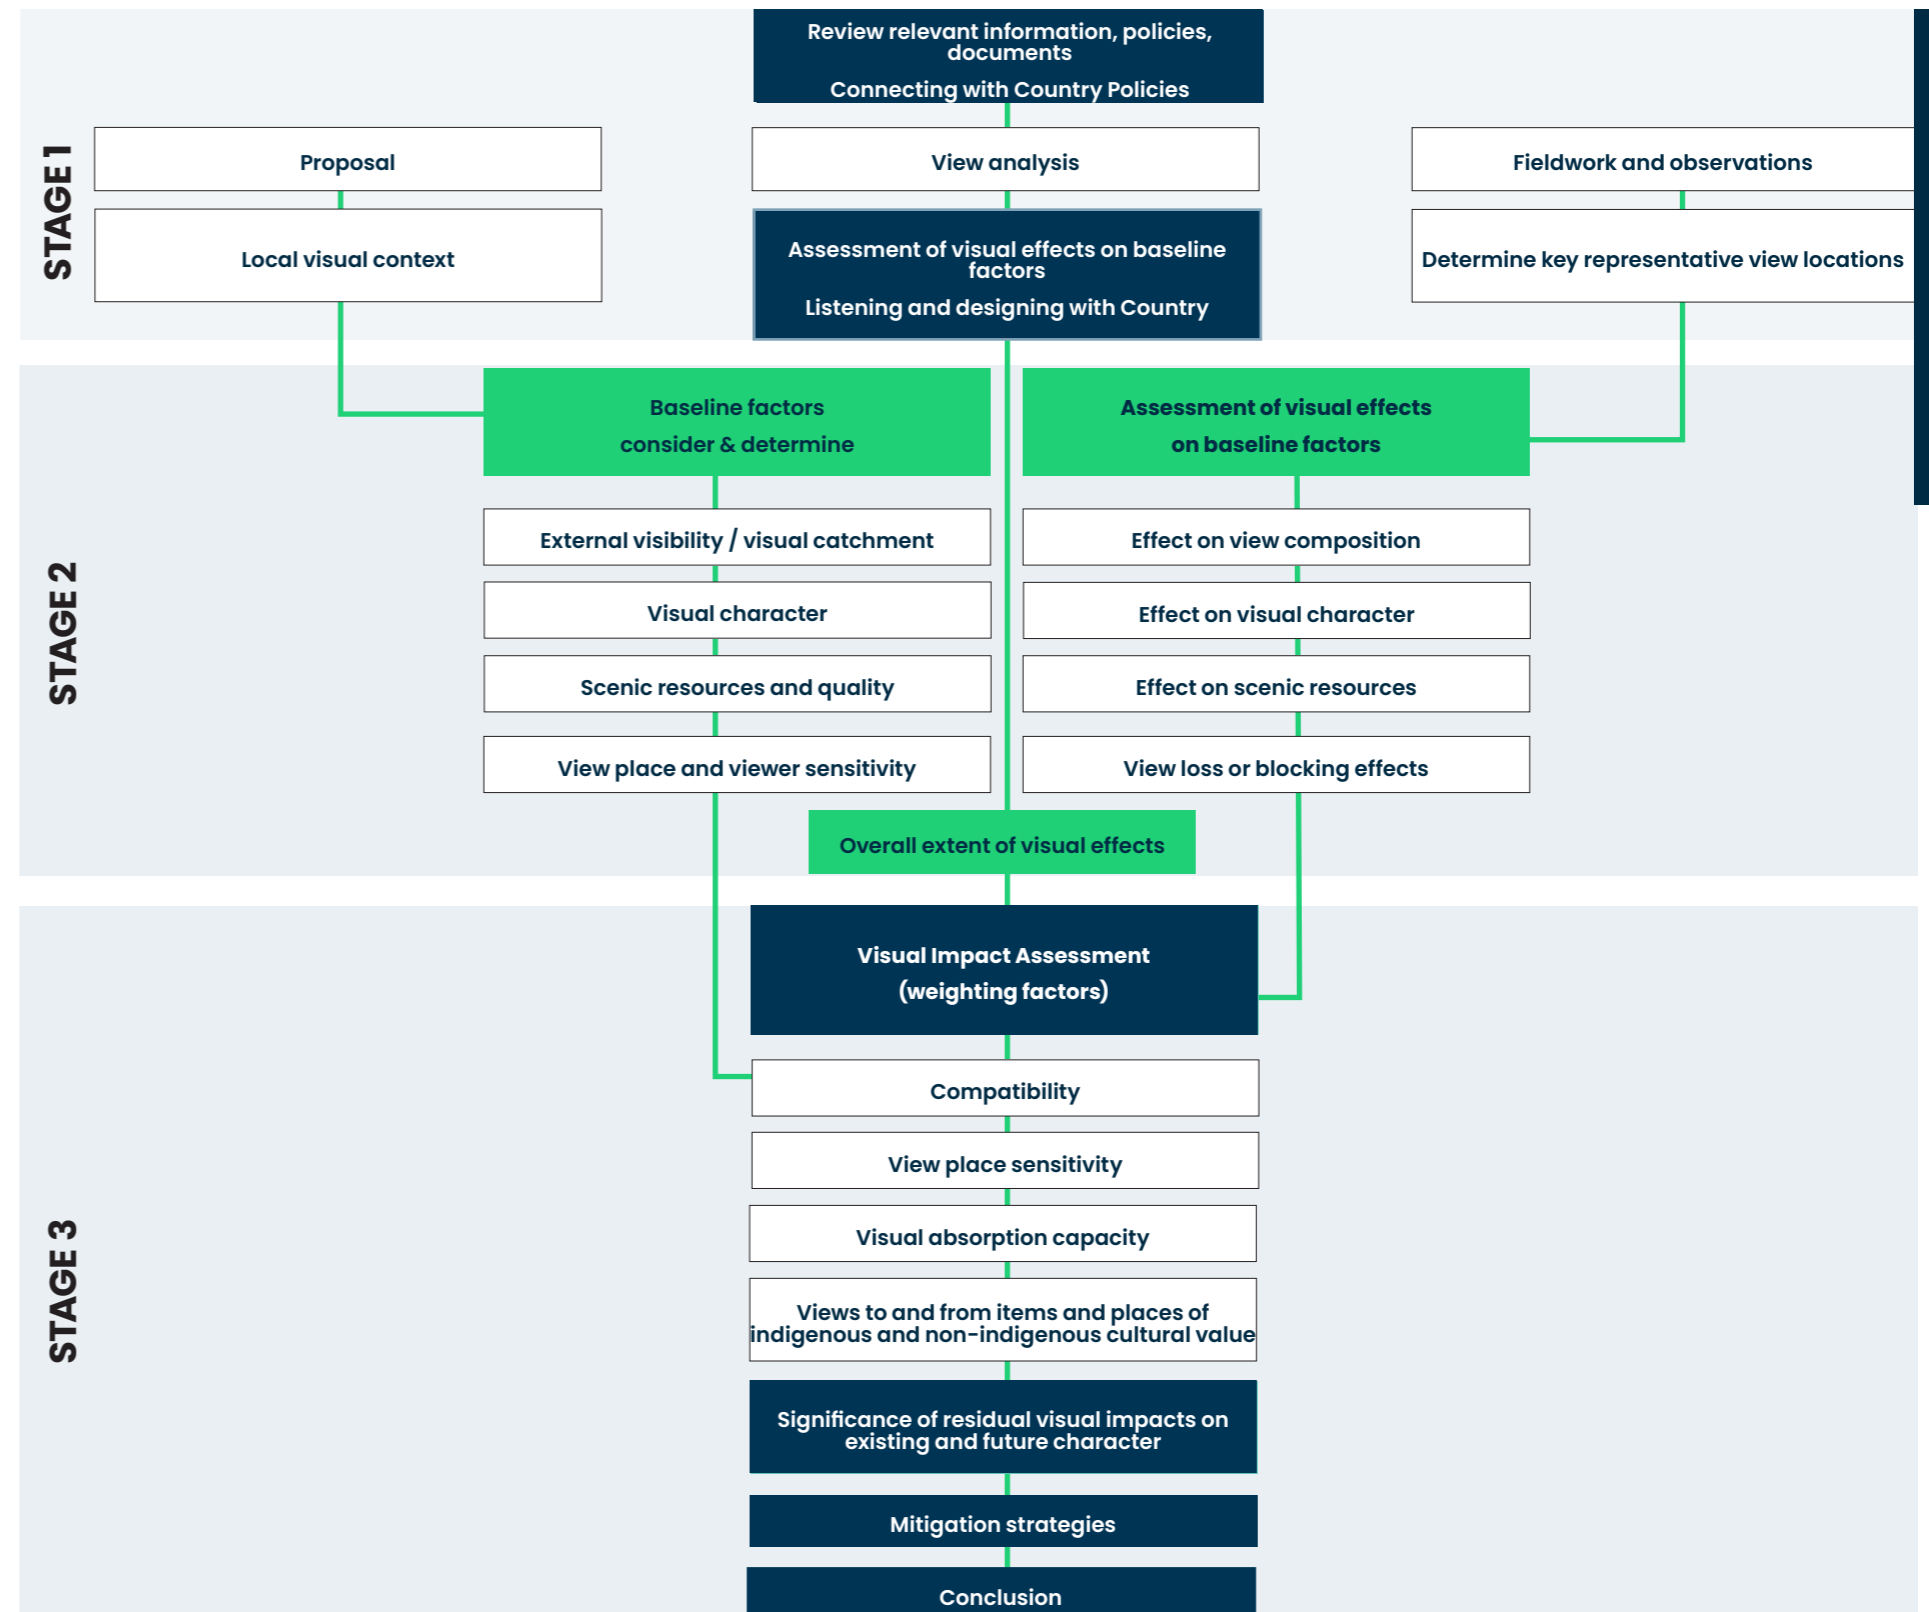 STAGE 1
Review relevant information, policies,
documents
Connecting with Country Policies
Proposal
View analysis
Fieldwork and observations
Local visual context
Assessment of visual effects on baseline
factors
Listening and designing with Country
Determine key representative view locations
STAGE 2
Baseline factors
consider & determine
Assessment of visual effects
on baseline factors
External visibility / visual catchment
Effect on view composition
Visual character
Effect on visual character
Scenic resources and quality
Effect on scenic resources
View place and viewer sensitivity
View loss or blocking effects
Overall extent of visual effects
STAGE 3
Visual Impact Assessment
(weighting factors)
Compatibility
View place sensitivity
Visual absorption capacity
Views to and from items and places of
indigenous and non-indigenous cultural value
Significance of residual visual impacts on
existing and future character
Mitigation strategies
Conclusion